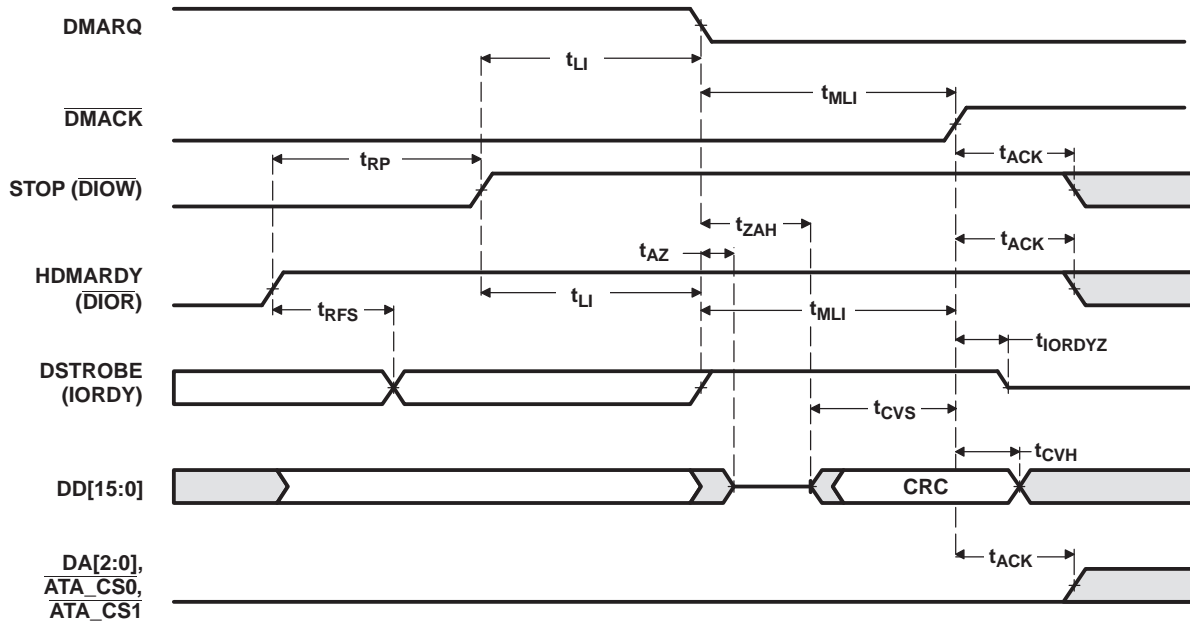 DMARQ
tLI
tMLI
DMACK
tRP
tACK
STOP (DIOW)
tZAH
tAZ
tACK
HDMARDY
(DIOR)
tLI
tRFS
tMLI
tIORDYZ
DSTROBE
(IORDY)
tCVS
tCVH
DD[15:0]
CRC
DA[2:0],
ATA_CS0,
ATA_CS1
tACK